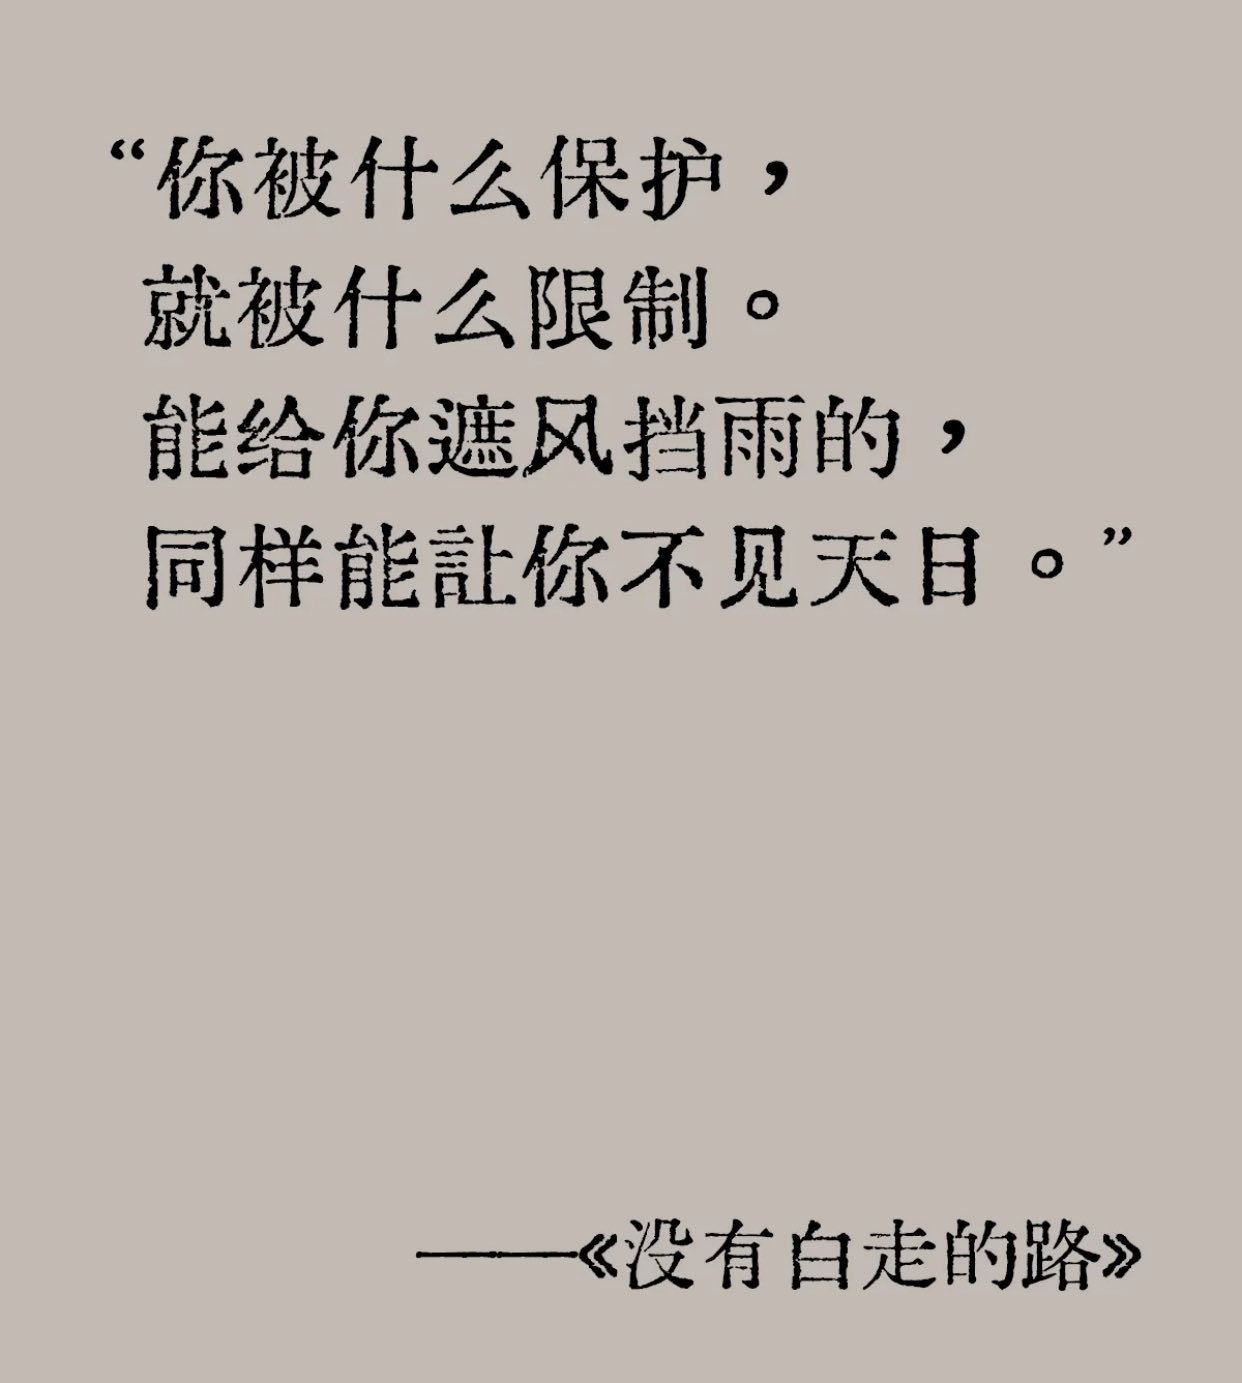 “你被什么保护，
就被什么限制。
能给你遮风挡雨的，
同样能讓你不见天日。”
——《没有白走的路》